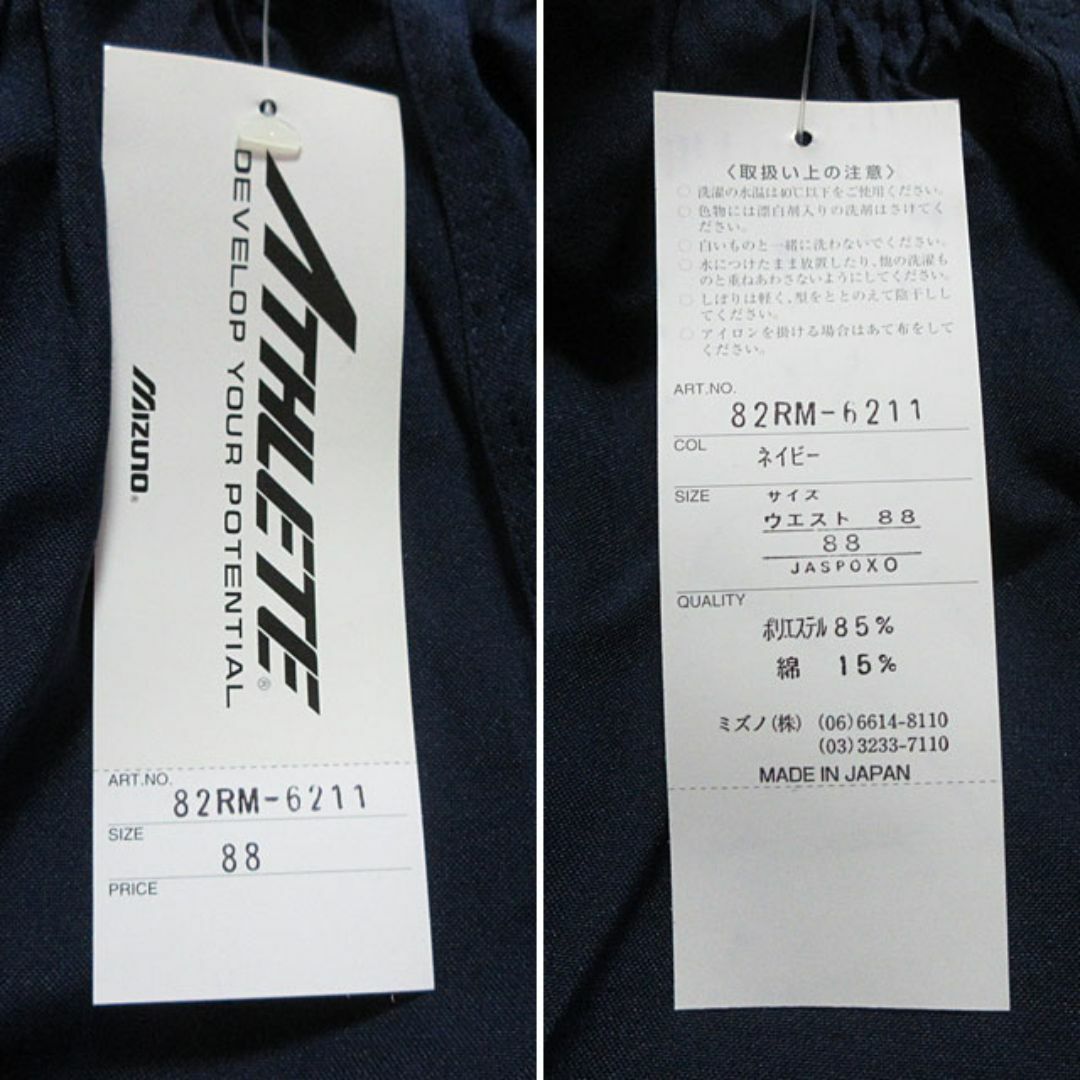 ATHLETE®
DEVELOP YOUR POTENTIAL
MIZUNO®
ART.NO.
82RM-6211
SIZE
88
PRICE
〈取扱い上の注意〉
○ 洗濯の水温は40℃以下をご使用ください。
○ 色物には漂白剤入りの洗剤はさけてく
ださい。
○ 白いものと一緒に洗わないでください。
○ 水につけたまま放置したり、他の洗濯も
のと重ねあわさないようにしてください。
○ しぼりは軽く、型をととのえて陰干しし
てください。
○ アイロンを掛ける場合はあて布をして
ください。
ART.NO.
82RM-6211
COL
ネイビー
SIZE
サイズ
ウエスト 88
88
JASPOXO
QUALITY
ポリエステル 85%
綿 15%
ミズノ(株) (06)6614-8110
(03)3233-7110
MADE IN JAPAN